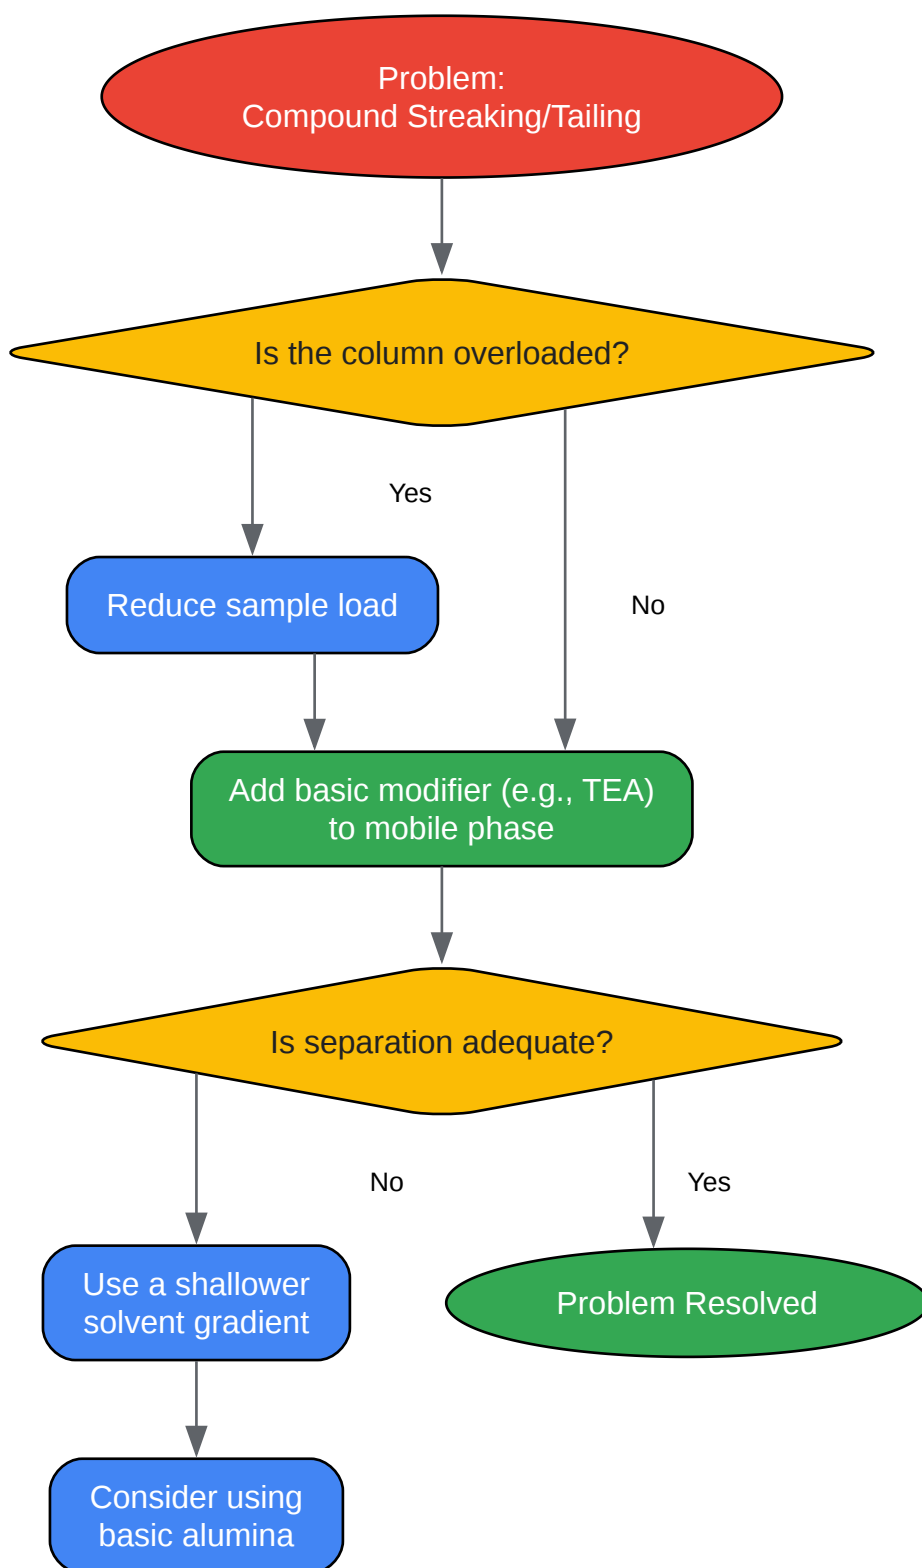 Problem:
Compound Streaking/Tailing
Is the column overloaded?
Yes
Reduce sample load
No
Add basic modifier (e.g., TEA)
to mobile phase
Is separation adequate?
No
Yes
Use a shallower
solvent gradient
Problem Resolved
Consider using
basic alumina